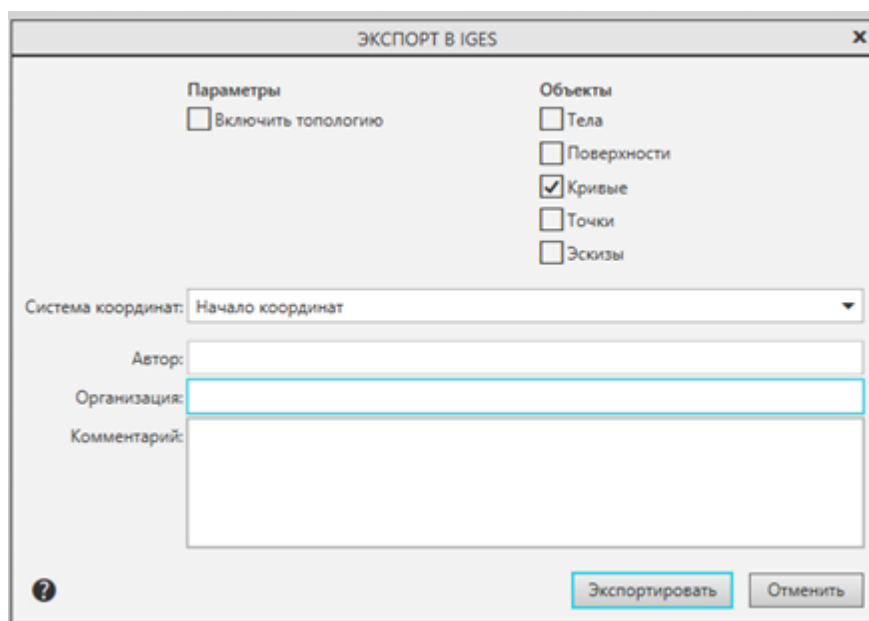 ЭКСПОРТ В IGES
Параметры
Включить топологию
Объекты
Тела
Поверхности
Кривые
Точки
Эскизы
Система координат: Начало координат
Автор:
Организация:
Комментарий:
Экспортировать Отменить